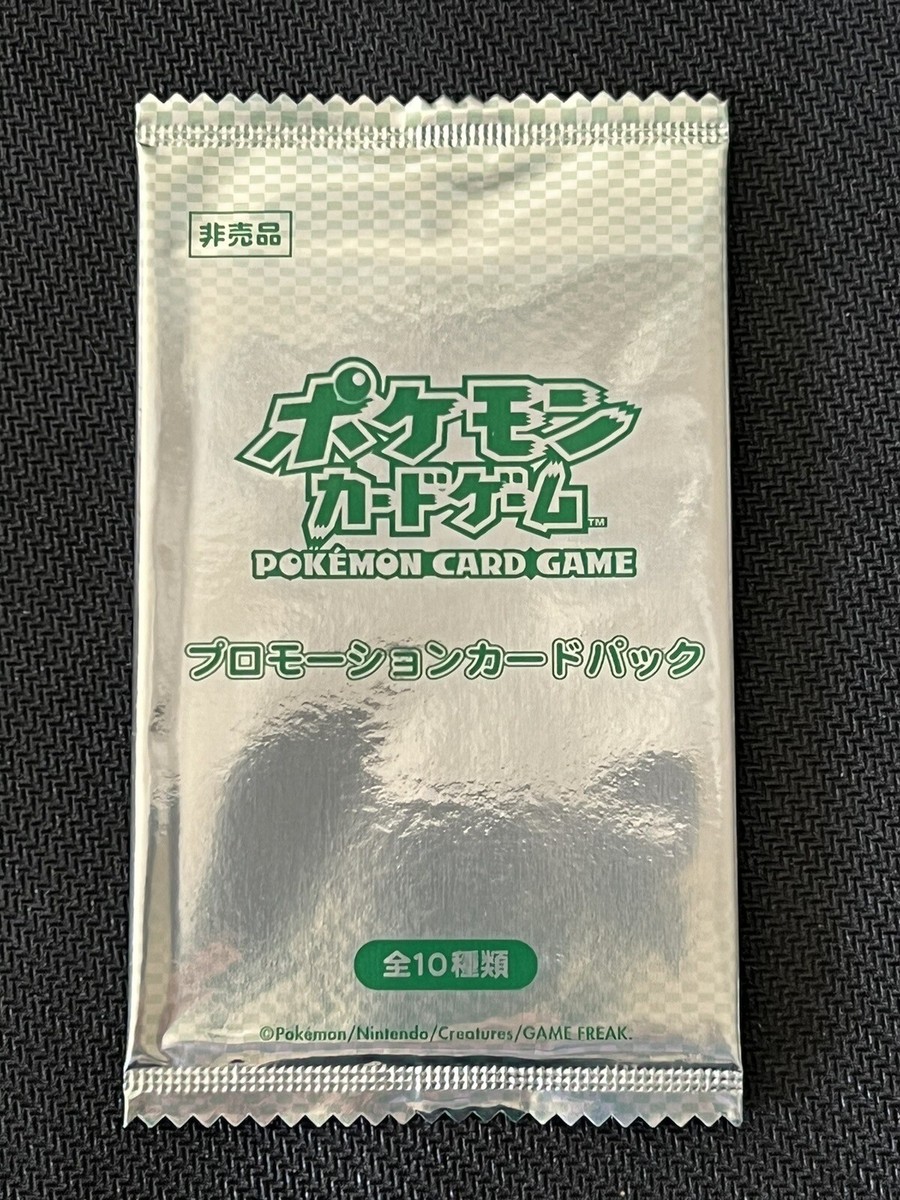 非売品
ポケモン
カードゲーム™
POKÉMON CARD GAME
プロモーションカードパック
全10種類
©Pokémon/Nintendo/Creatures/GAME FREAK.